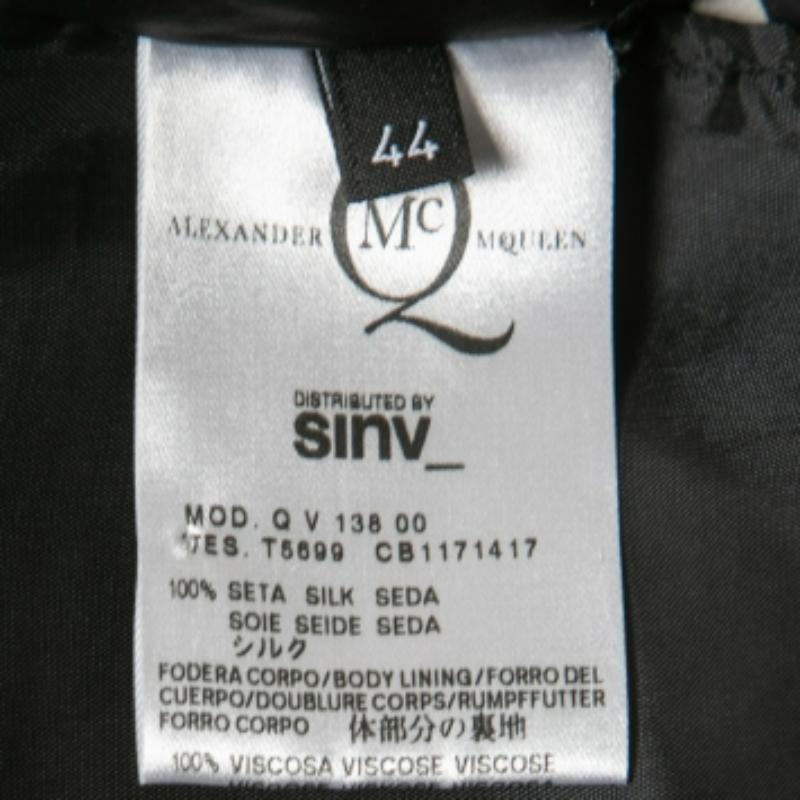 44
ALEXANDER McQ MQUEEN
DISTRIBUTED BY
sinv_
MOD. Q V 138 00
TES. T5699 CB1171417
100% SETA SILK SEDA
SOIE SEIDE SEDA
シルク
FODERA CORPO/BODY LINING/FORRO DEL
CUERPO/DOUBLURE CORPS/RUMPFFUTTER
FORRO CORPO 体部分の裏地
100% VISCOSA VISCOSE VISCOSE